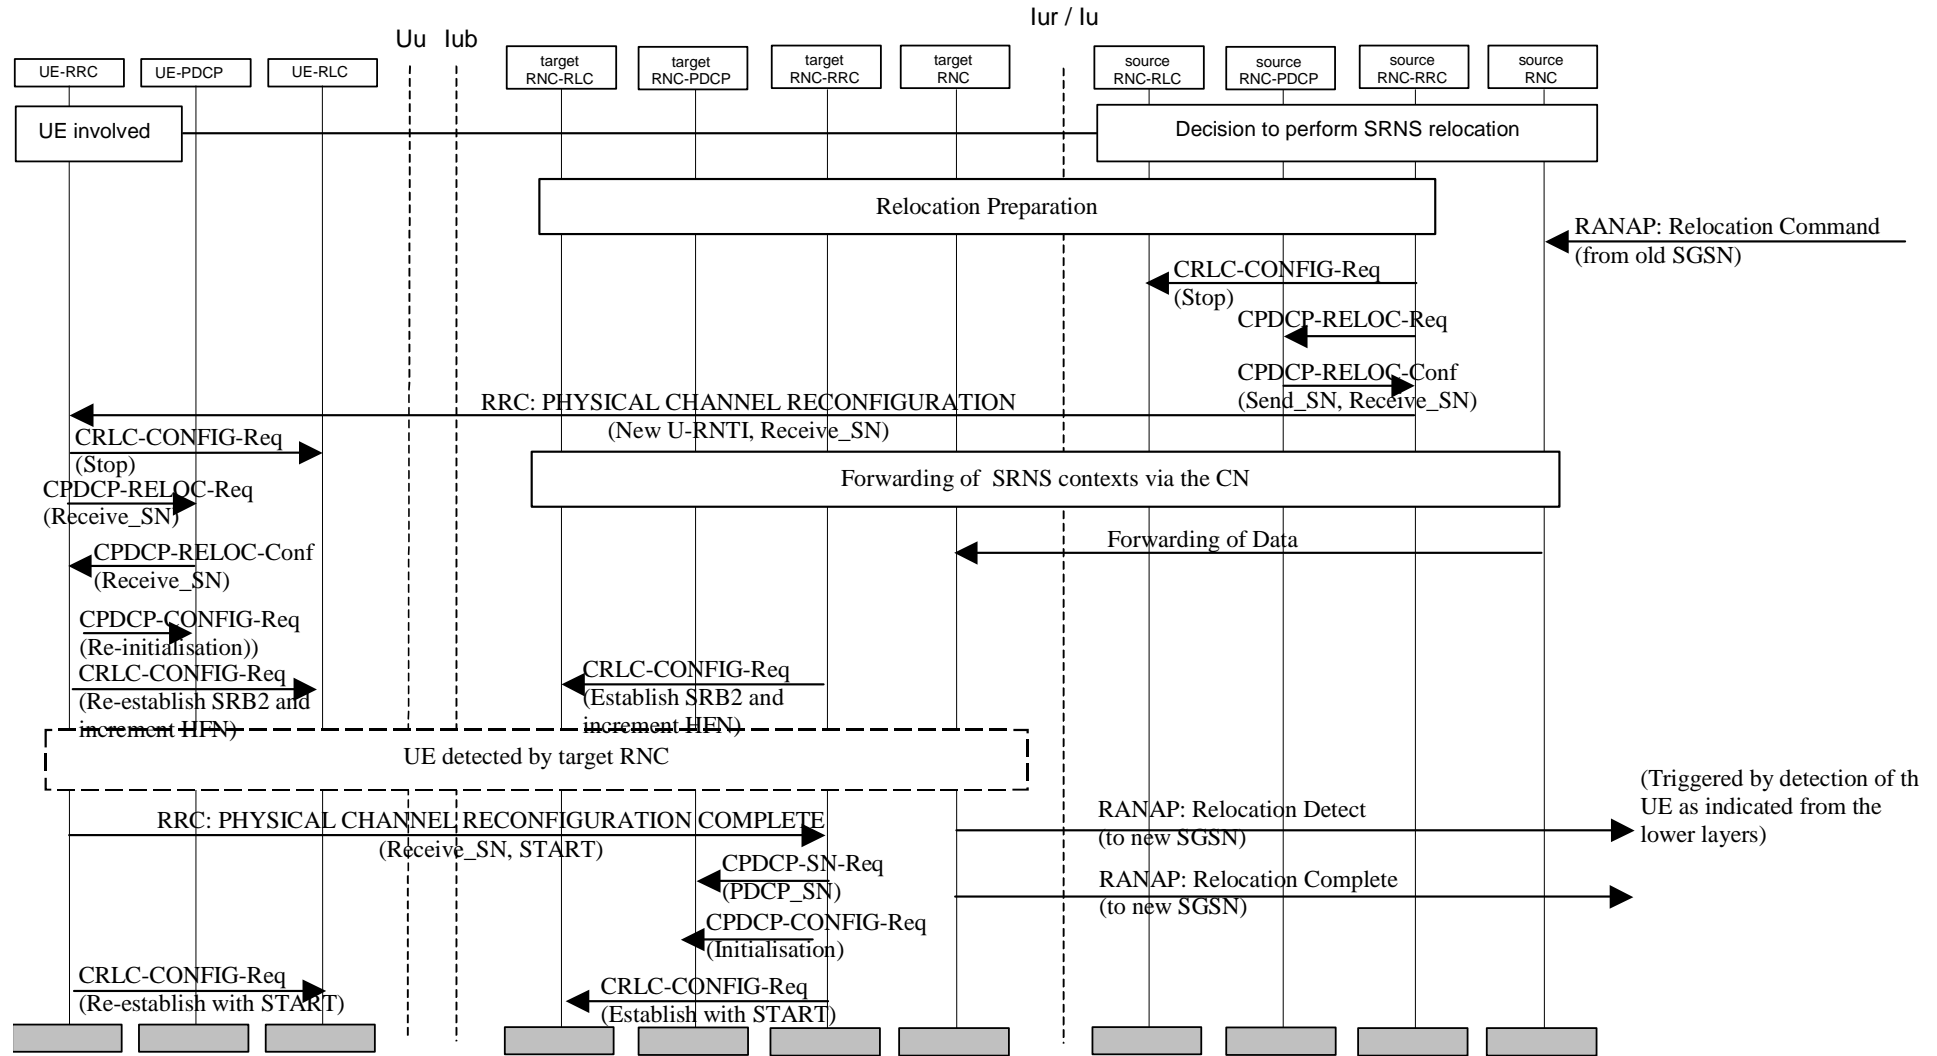 Iur / Iu
Uu
Iub
UE-RRC
UE-PDCP
UE-RLC
target
RNC-RLC
target
RNC-PDCP
target
RNC-RRC
target
RNC
source
RNC-RLC
source
RNC-PDCP
source
RNC-RRC
source
RNC
UE involved
Decision to perform SRNS relocation
Relocation Preparation
RANAP: Relocation Command
(from old SGSN)
CRLC-CONFIG-Req
(Stop)
CPDCP-RELOC-Req
CPDCP-RELOC-Conf
(Send_SN, Receive_SN)
RRC: PHYSICAL CHANNEL RECONFIGURATION
(New U-RNTI, Receive_SN)
CRLC-CONFIG-Req
(Stop)
Forwarding of  SRNS contexts via the CN
CPDCP-RELOC-Req
(Receive_SN)
Forwarding of Data
CPDCP-RELOC-Conf
(Receive_SN)
CPDCP-CONFIG-Req
(Re-initialisation))
CRLC-CONFIG-Req
(Re-establish SRB2 and
increment HFN)
CRLC-CONFIG-Req
(Establish SRB2 and
increment HFN)
UE detected by target RNC
(Triggered by detection of th
UE as indicated from the
lower layers)
RRC: PHYSICAL CHANNEL RECONFIGURATION COMPLETE
(Receive_SN, START)
RANAP: Relocation Detect
(to new SGSN)
CPDCP-SN-Req
(PDCP_SN)
RANAP: Relocation Complete
(to new SGSN)
CPDCP-CONFIG-Req
(Initialisation)
CRLC-CONFIG-Req
(Re-establish with START)
CRLC-CONFIG-Req
(Establish with START)